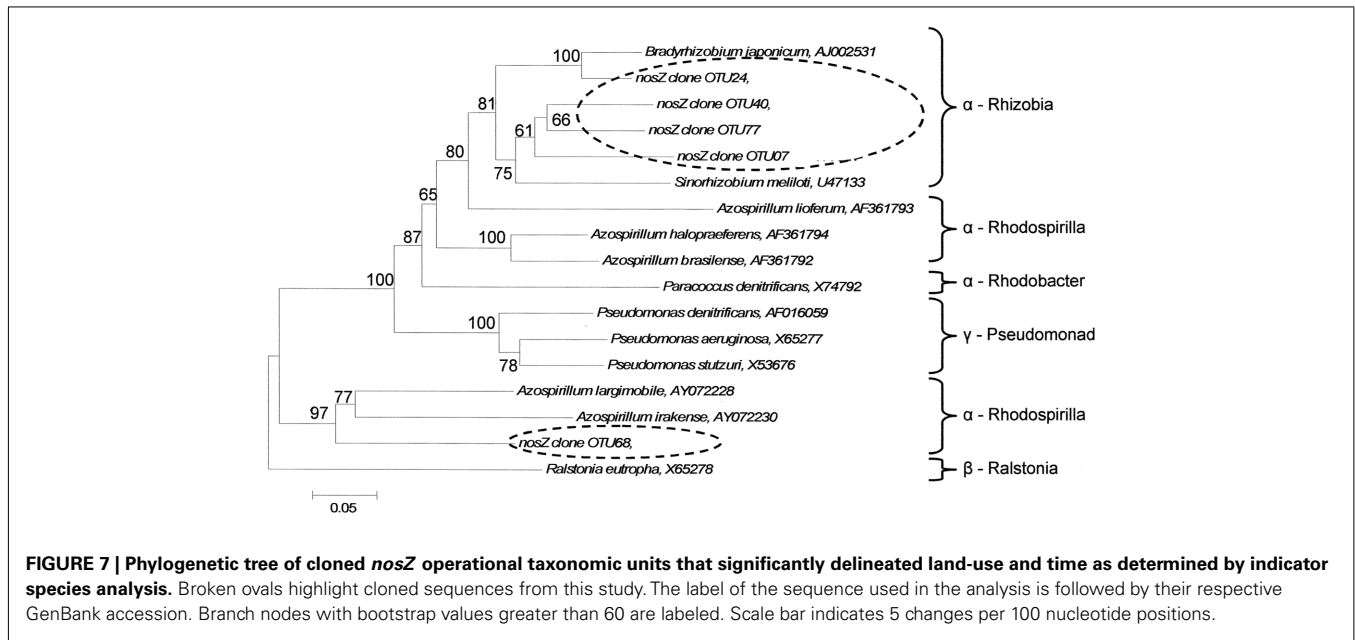 100
Bradyrhizobium japonicum, AJ002531
nosZ clone OTU24,
81
nosZ clone OTU40,
α - Rhizobia
66
61
nosZ clone OTU77
80
nosZ clone OTU07
75
Sinorhizobium meliloti, U47133
65
Azospirillum lioferum, AF361793
87
100
Azospirillum halopraeferens, AF361794
α - Rhodospirilla
Azospirillum brasilense, AF361792
100
Paracoccus denitrificans, X74792
α - Rhodobacter
100
Pseudomonas denitrificans, AF016059
Pseudomonas aeruginosa, X65277
γ - Pseudomonad
78
Pseudomonas stutzuri, X53676
77
Azospirillum largimobile, AY072228
97
Azospirillum irakense, AY072230
α - Rhodospirilla
nosZ clone OTU68,
Ralstonia eutropha, X65278
β - Ralstonia
0.05
FIGURE 7 | Phylogenetic tree of cloned nosZ operational taxonomic units that significantly delineated land-use and time as determined by indicator
species analysis. Broken ovals highlight cloned sequences from this study. The label of the sequence used in the analysis is followed by their respective
GenBank accession. Branch nodes with bootstrap values greater than 60 are labeled. Scale bar indicates 5 changes per 100 nucleotide positions.